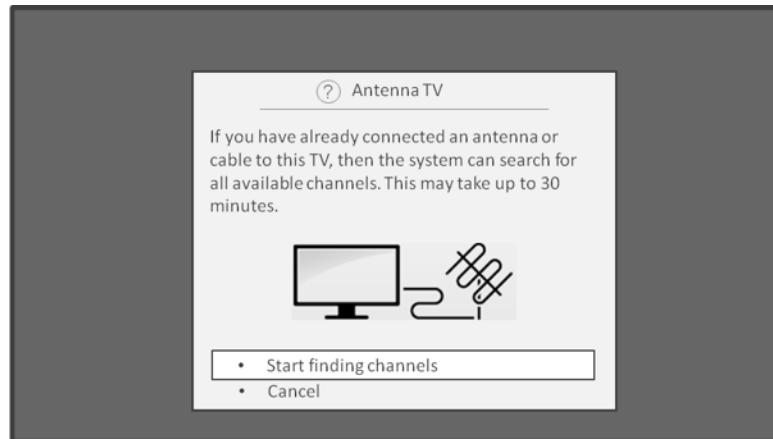 ? Antenna TV
If you have already connected an antenna or
cable to this TV, then the system can search for
all available channels. This may take up to 30
minutes.
• Start finding channels
• Cancel